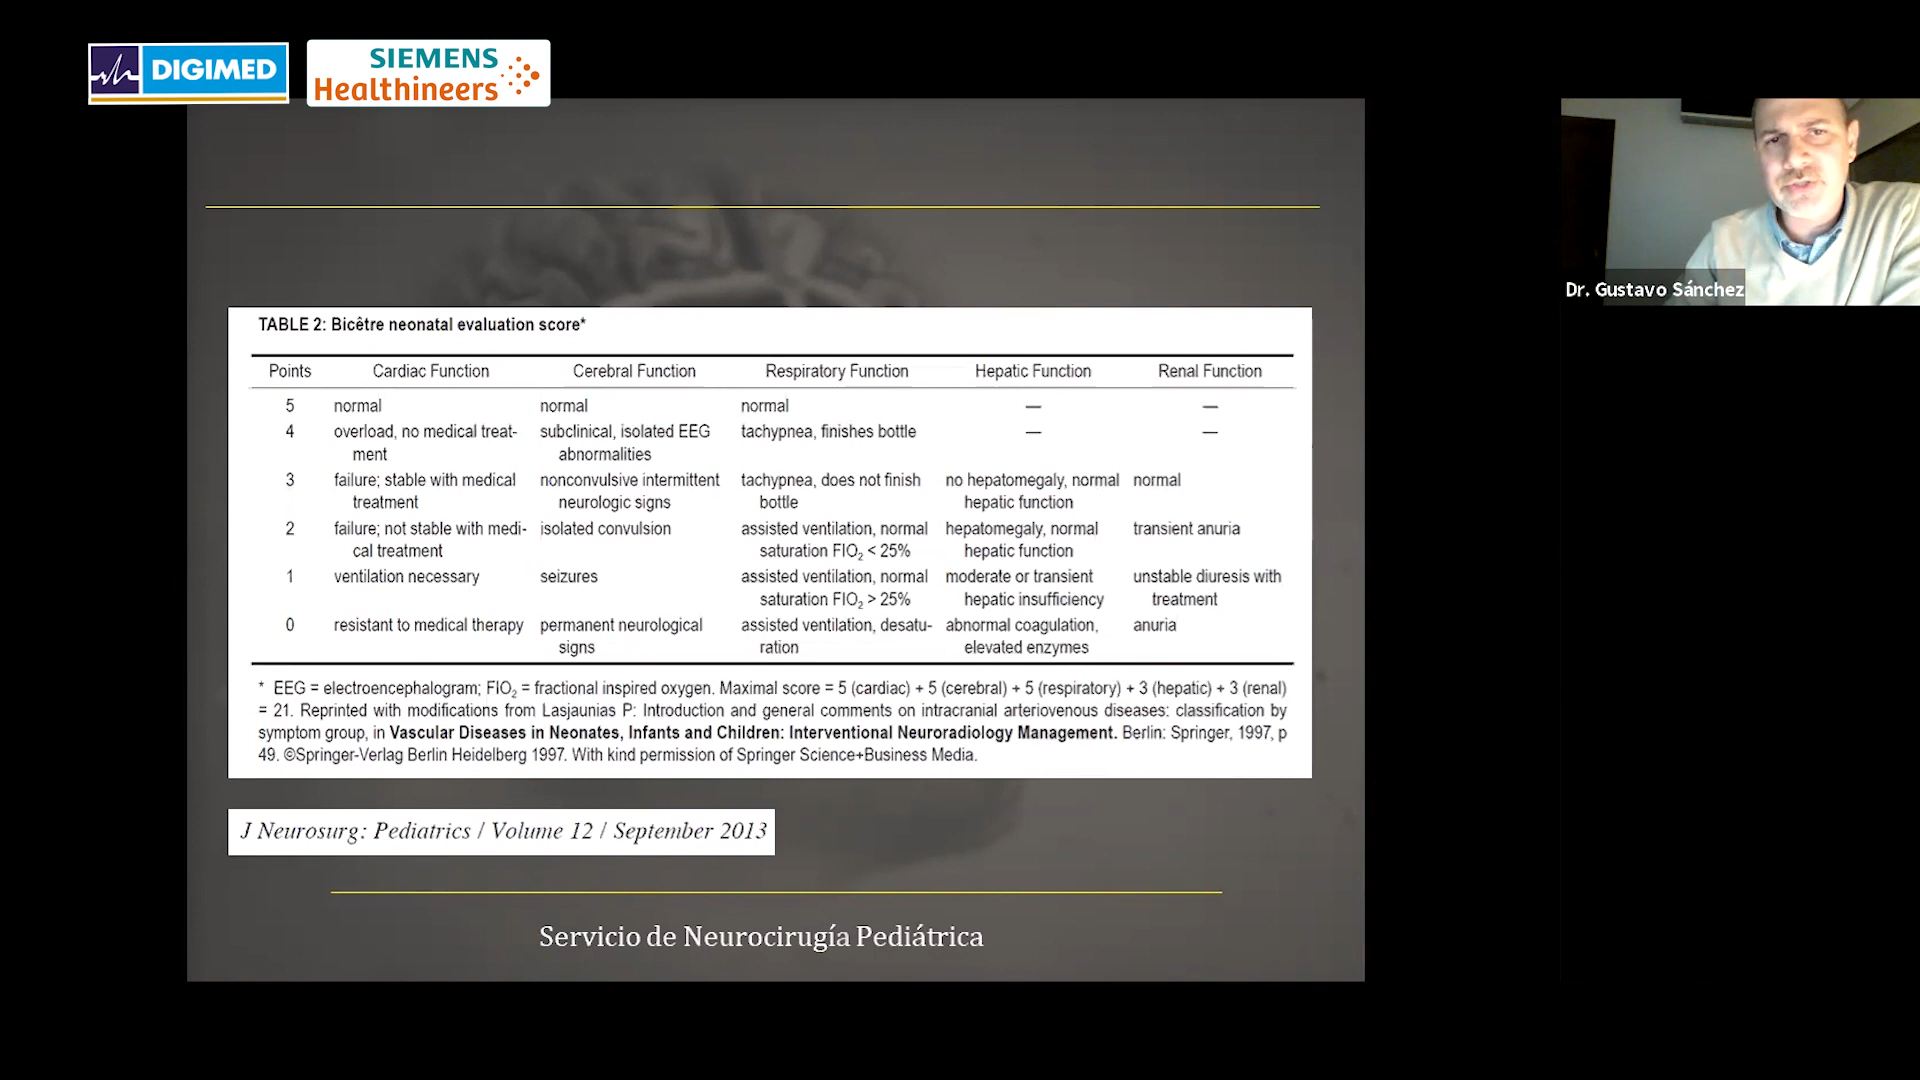 DIGIMED
SIEMENS
Healthineers
Dr. Gustavo Sánchez
TABLE 2: Bicêtre neonatal evaluation score*
Points Cardiac Function Cerebral Function Respiratory Function Hepatic Function Renal Function
5 normal normal normal — —
4 overload, no medical treat- subclinical, isolated EEG tachypnea, finishes bottle — —
ment abnormalities
3 failure; stable with medical nonconvulsive intermittent tachypnea, does not finish no hepatomegaly, normal normal
treatment neurologic signs bottle hepatic function
2 failure; not stable with medi- isolated convulsion assisted ventilation, normal hepatomegaly, normal transient anuria
cal treatment saturation FIO₂ < 25% hepatic function
1 ventilation necessary seizures assisted ventilation, normal moderate or transient unstable diuresis with
saturation FIO₂ > 25% hepatic insufficiency treatment
0 resistant to medical therapy permanent neurological assisted ventilation, desatu- abnormal coagulation, anuria
signs ration elevated enzymes
* EEG = electroencephalogram; FIO₂ = fractional inspired oxygen. Maximal score = 5 (cardiac) + 5 (cerebral) + 5 (respiratory) + 3 (hepatic) + 3 (renal)
= 21. Reprinted with modifications from Lasjaunias P: Introduction and general comments on intracranial arteriovenous diseases: classification by
symptom group, in Vascular Diseases in Neonates, Infants and Children: Interventional Neuroradiology Management. Berlin: Springer, 1997, p
49. ©Springer-Verlag Berlin Heidelberg 1997. With kind permission of Springer Science+Business Media.
J Neurosurg: Pediatrics / Volume 12 / September 2013
Servicio de Neurocirugía Pediátrica